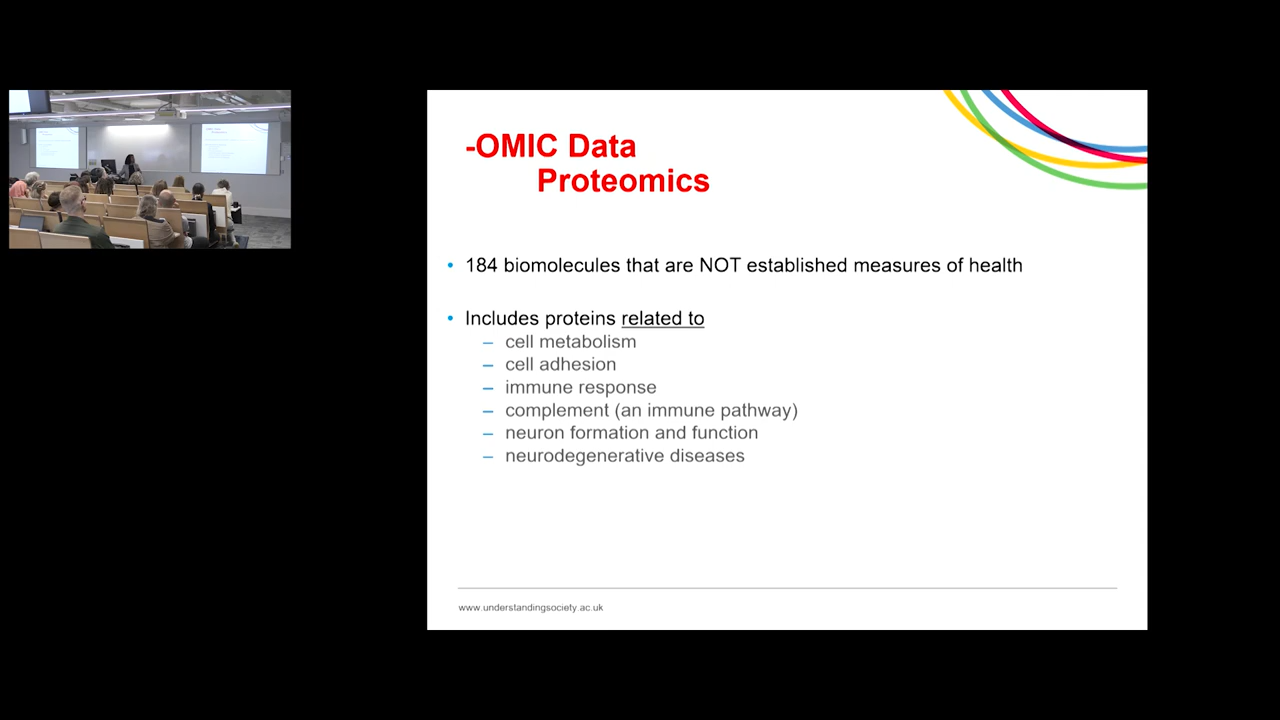 -OMIC Data
Proteomics
• 184 biomolecules that are NOT established measures of health
• Includes proteins related to
– cell metabolism
– cell adhesion
– immune response
– complement (an immune pathway)
– neuron formation and function
– neurodegenerative diseases
www.understandingsociety.ac.uk